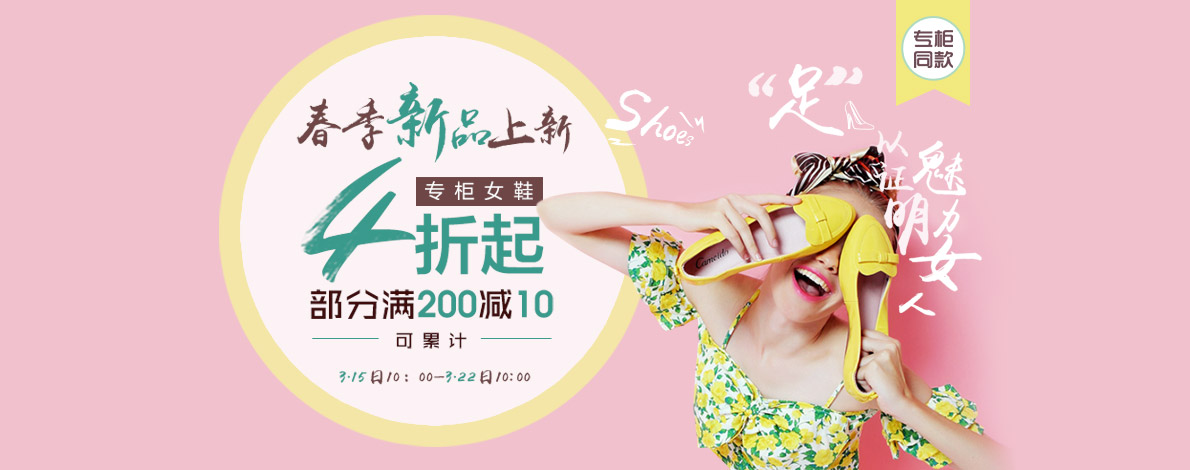 春季新品上新
4
专柜女鞋
折起
部分满200减10
可累计
3·15日10：00—3·22日10:00
Shoes
“足”
以证明
魅力女人
专柜
同款